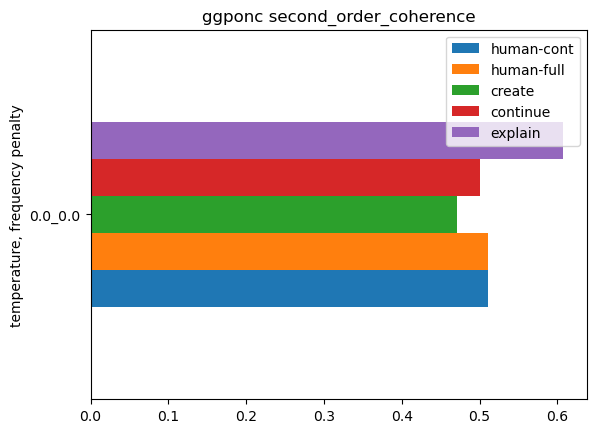 ggponc second_order_coherence
human-cont
human-full
create
continue
explain
temperature, frequency penalty
0.0_0.0
0.0 0.1 0.2 0.3 0.4 0.5 0.6